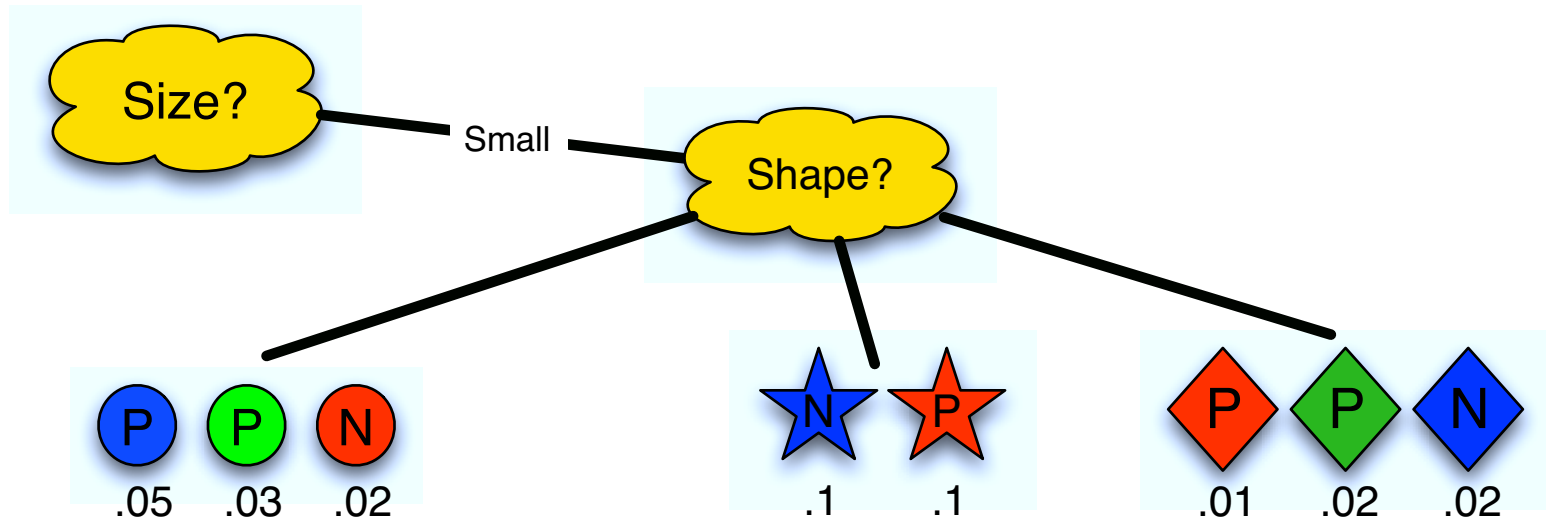 Size?
Small
Shape?
P P N
N P
P P N
.05 .03 .02
.1 .1
.01 .02 .02